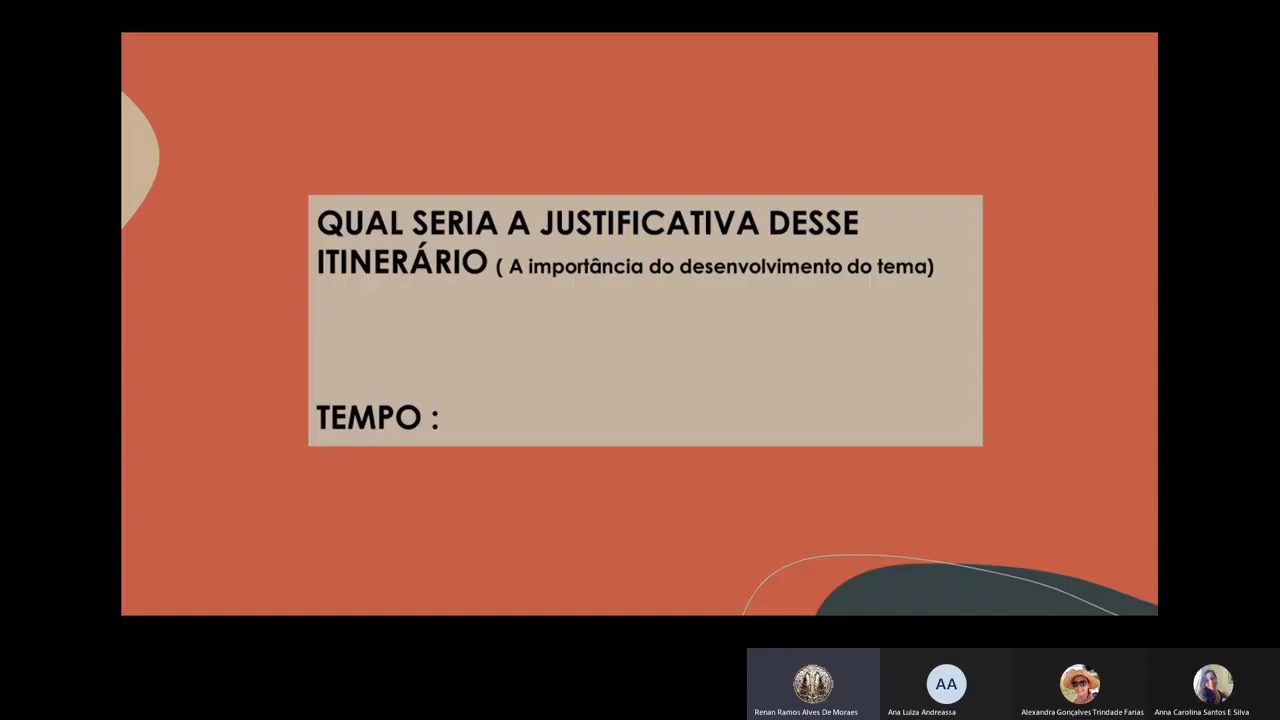 QUAL SERIA A JUSTIFICATIVA DESSE
ITINERÁRIO ( A importância do desenvolvimento do tema)
TEMPO :
AA
Renan Ramos Alves De Moraes
Ana Luiza Andreassa
Alexandra Gonçalves Trindade Farias
Anna Carolina Santos E Silva